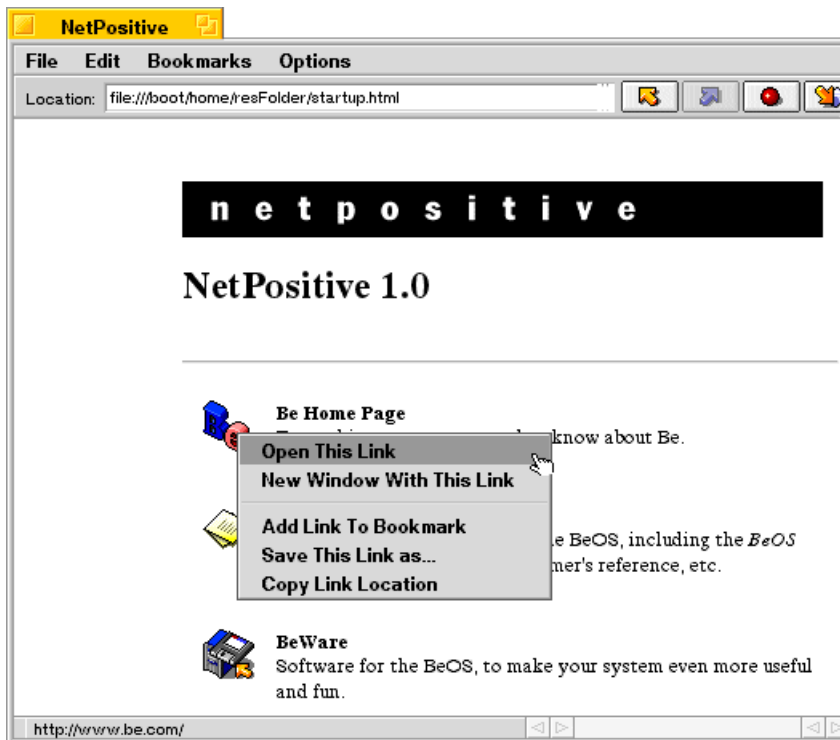 NetPositive
File Edit Bookmarks Options
Location: file:///boot/home/resFolder/startup.html
netpositive
NetPositive 1.0
Be Home Page
know about Be.
Open This Link
New Window With This Link
Add Link To Bookmark
Save This Link as...
Copy Link Location
BeOS, including the BeOS
reference, etc.
BeWare
Software for the BeOS, to make your system even more useful
and fun.
http://www.be.com/